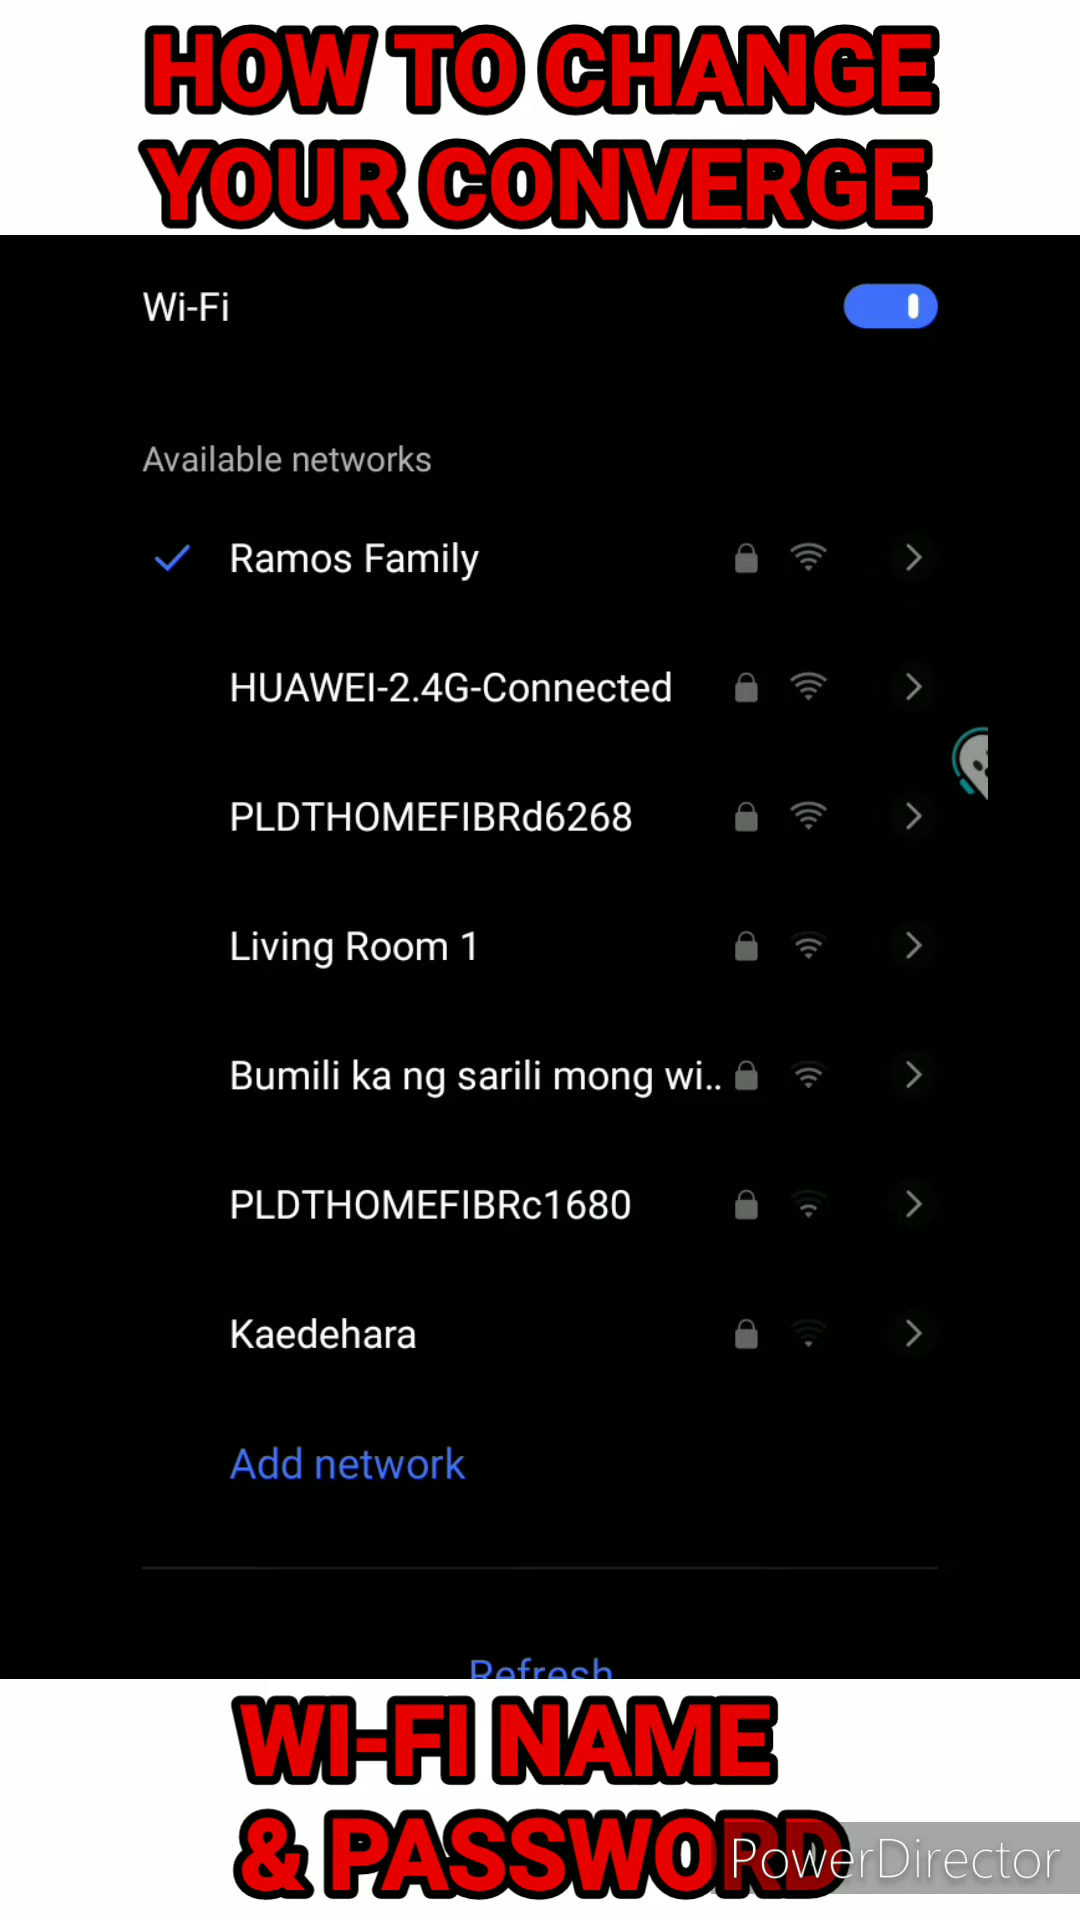 HOW TO CHANGE
YOUR CONVERGE
Wi-Fi
Available networks
Ramos Family
HUAWEI-2.4G-Connected
PLDTHOMEFIBRd6268
Living Room 1
Bumili ka ng sarili mong wi..
PLDTHOMEFIBRc1680
Kaedehara
Add network
Refresh
WI-FI NAME
& PASSWORD
PowerDirector